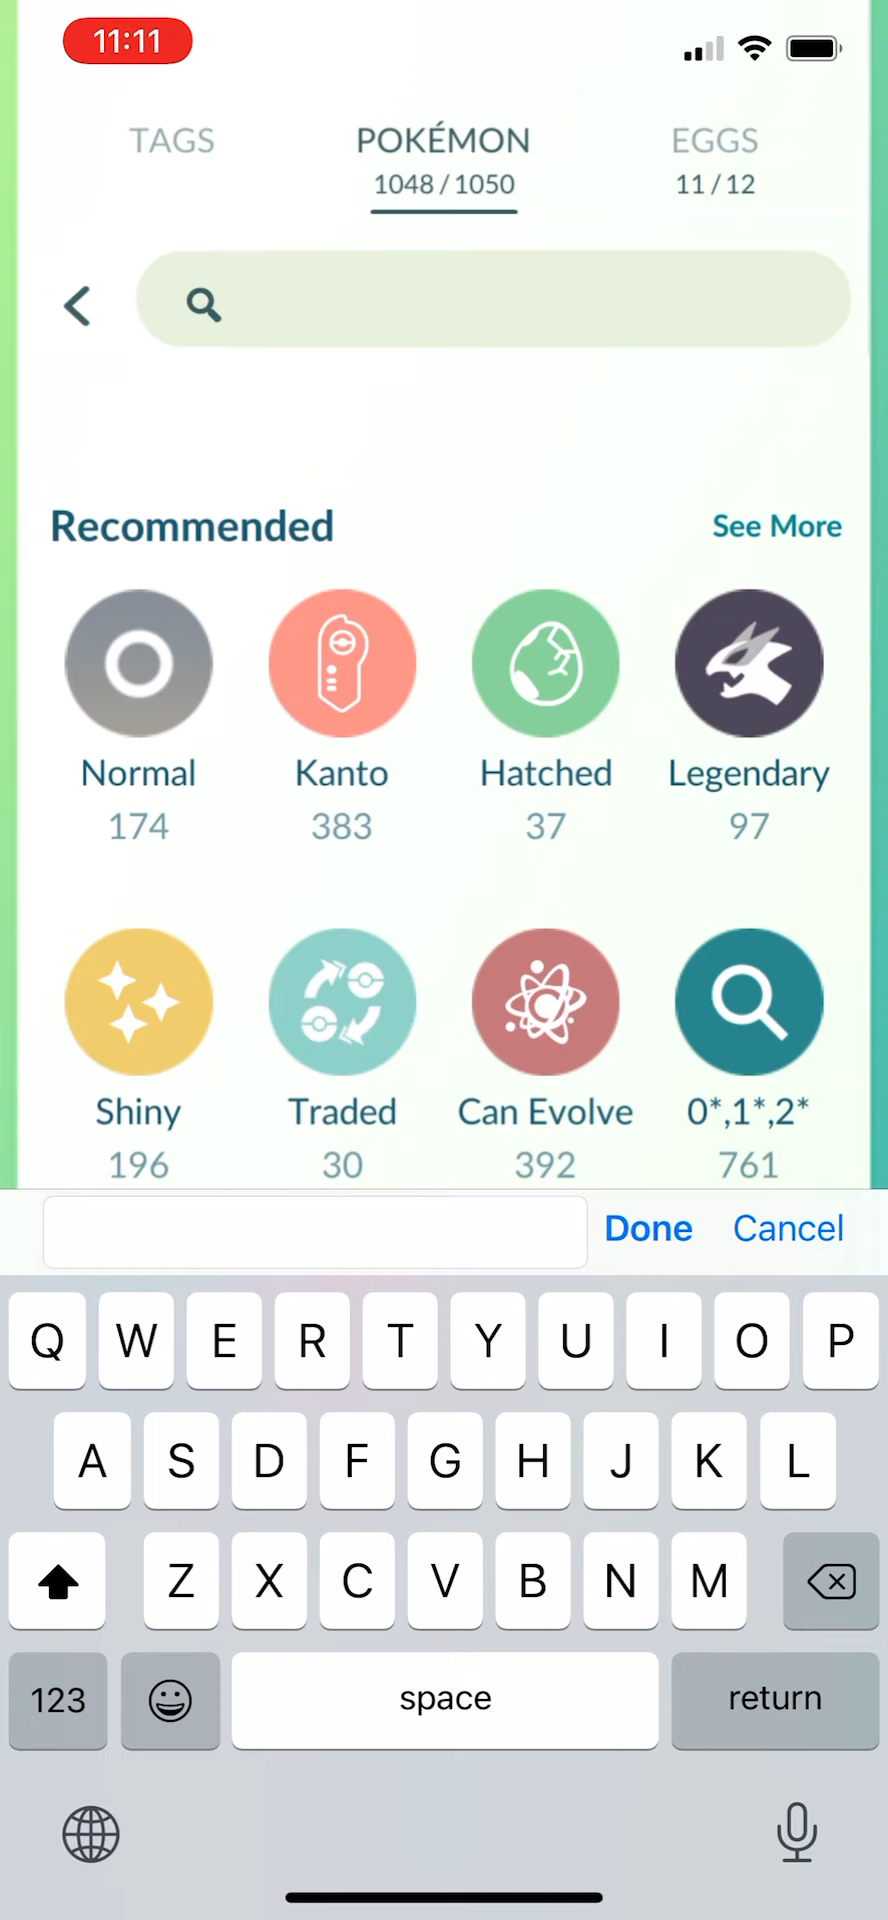 11:11
TAGS POKÉMON EGGS
1048 / 1050 11 / 12
Recommended See More
Normal Kanto Hatched Legendary
174 383 37 97
Shiny Traded Can Evolve 0*,1*,2*
196 30 392 761
Done Cancel
Q W E R T Y U I O P
A S D F G H J K L
Z X C V B N M
123 space return